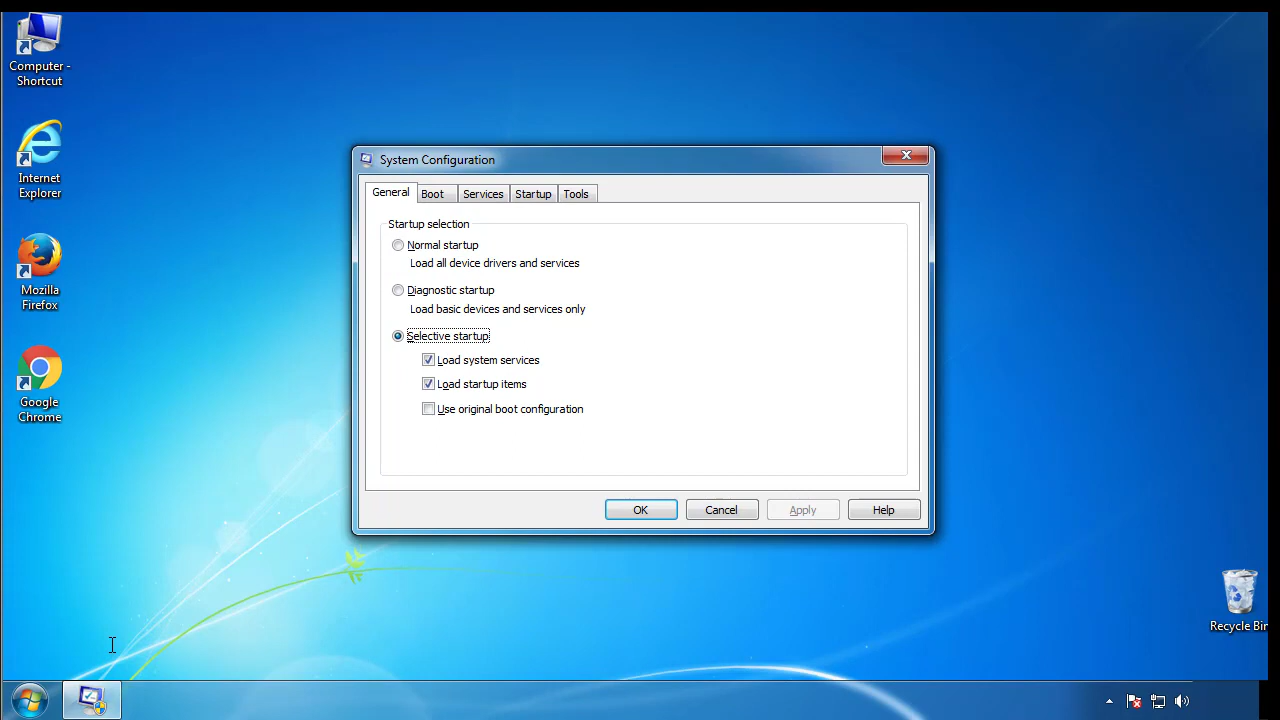 Computer -
Shortcut
Internet
Explorer
Mozilla
Firefox
Google
Chrome
System Configuration
General
Boot
Services
Startup
Tools
Startup selection
Normal startup
Load all device drivers and services
Diagnostic startup
Load basic devices and services only
Selective startup
Load system services
Load startup items
Use original boot configuration
OK
Cancel
Apply
Help
Recycle Bin